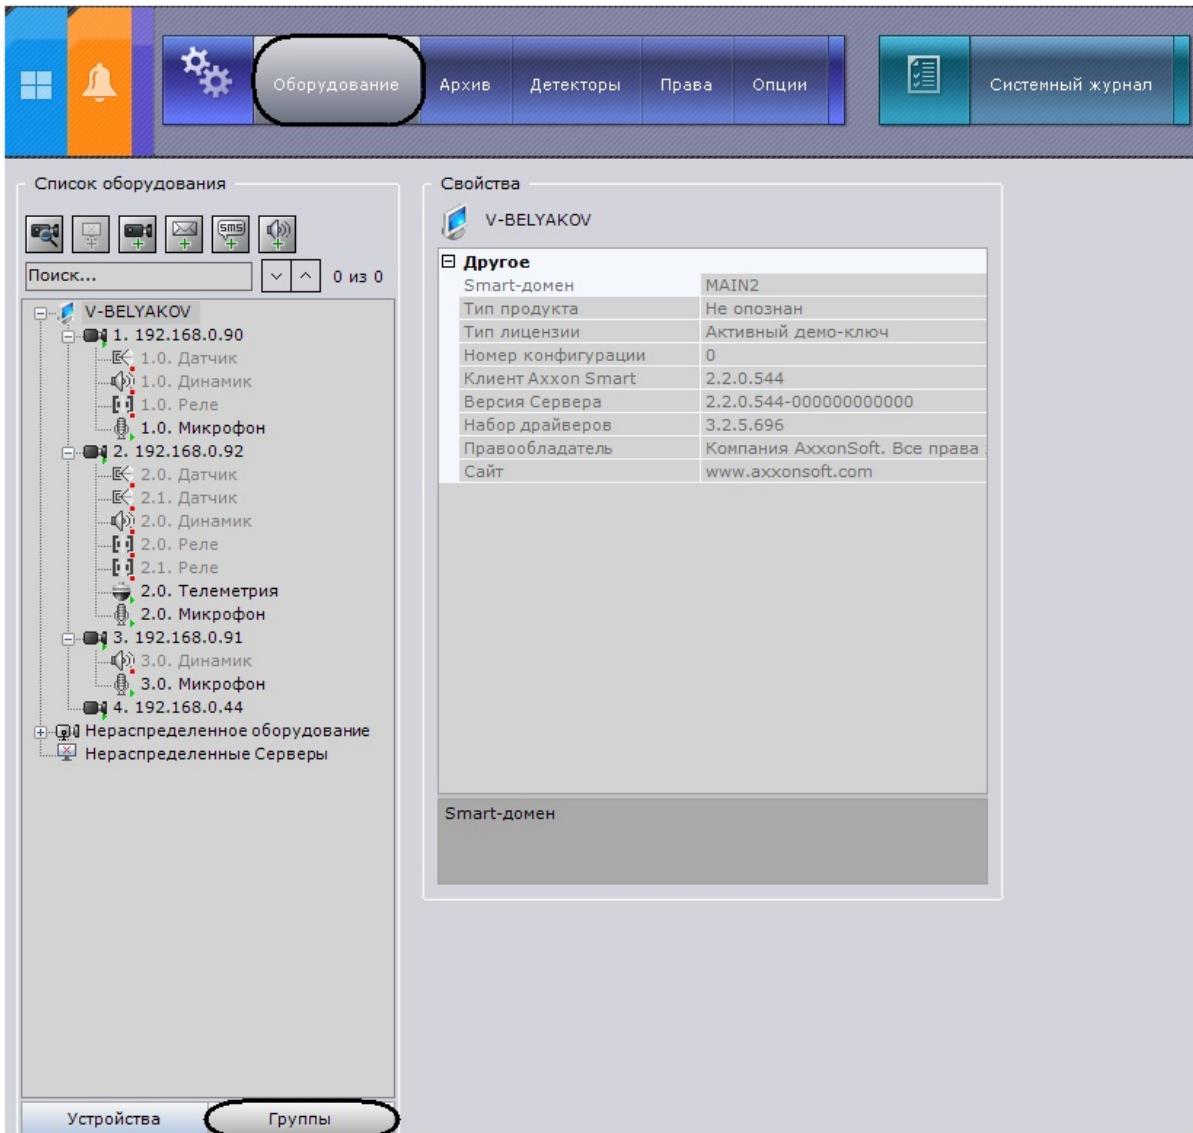 Оборудование Архив Детекторы Права Опции Системный журнал
Список оборудования
sms
Поиск... 0 из 0
V-BELYAKOV
1. 192.168.0.90
1.0. Датчик
1.0. Динамик
1.0. Реле
1.0. Микрофон
2. 192.168.0.92
2.0. Датчик
2.1. Датчик
2.0. Динамик
2.0. Реле
2.1. Реле
2.0. Телеметрия
2.0. Микрофон
3. 192.168.0.91
3.0. Динамик
3.0. Микрофон
4. 192.168.0.44
Нераспределенное оборудование
Нераспределенные Серверы
Устройства Группы
Свойства
V-BELYAKOV
Другое
Smart-домен MAIN2
Тип продукта Не опознан
Тип лицензии Активный демо-ключ
Номер конфигурации 0
Клиент Axxon Smart 2.2.0.544
Версия Сервера 2.2.0.544-000000000000
Набор драйверов 3.2.5.696
Правообладатель Компания AxxonSoft. Все права
Сайт www.axxonsoft.com
Smart-домен